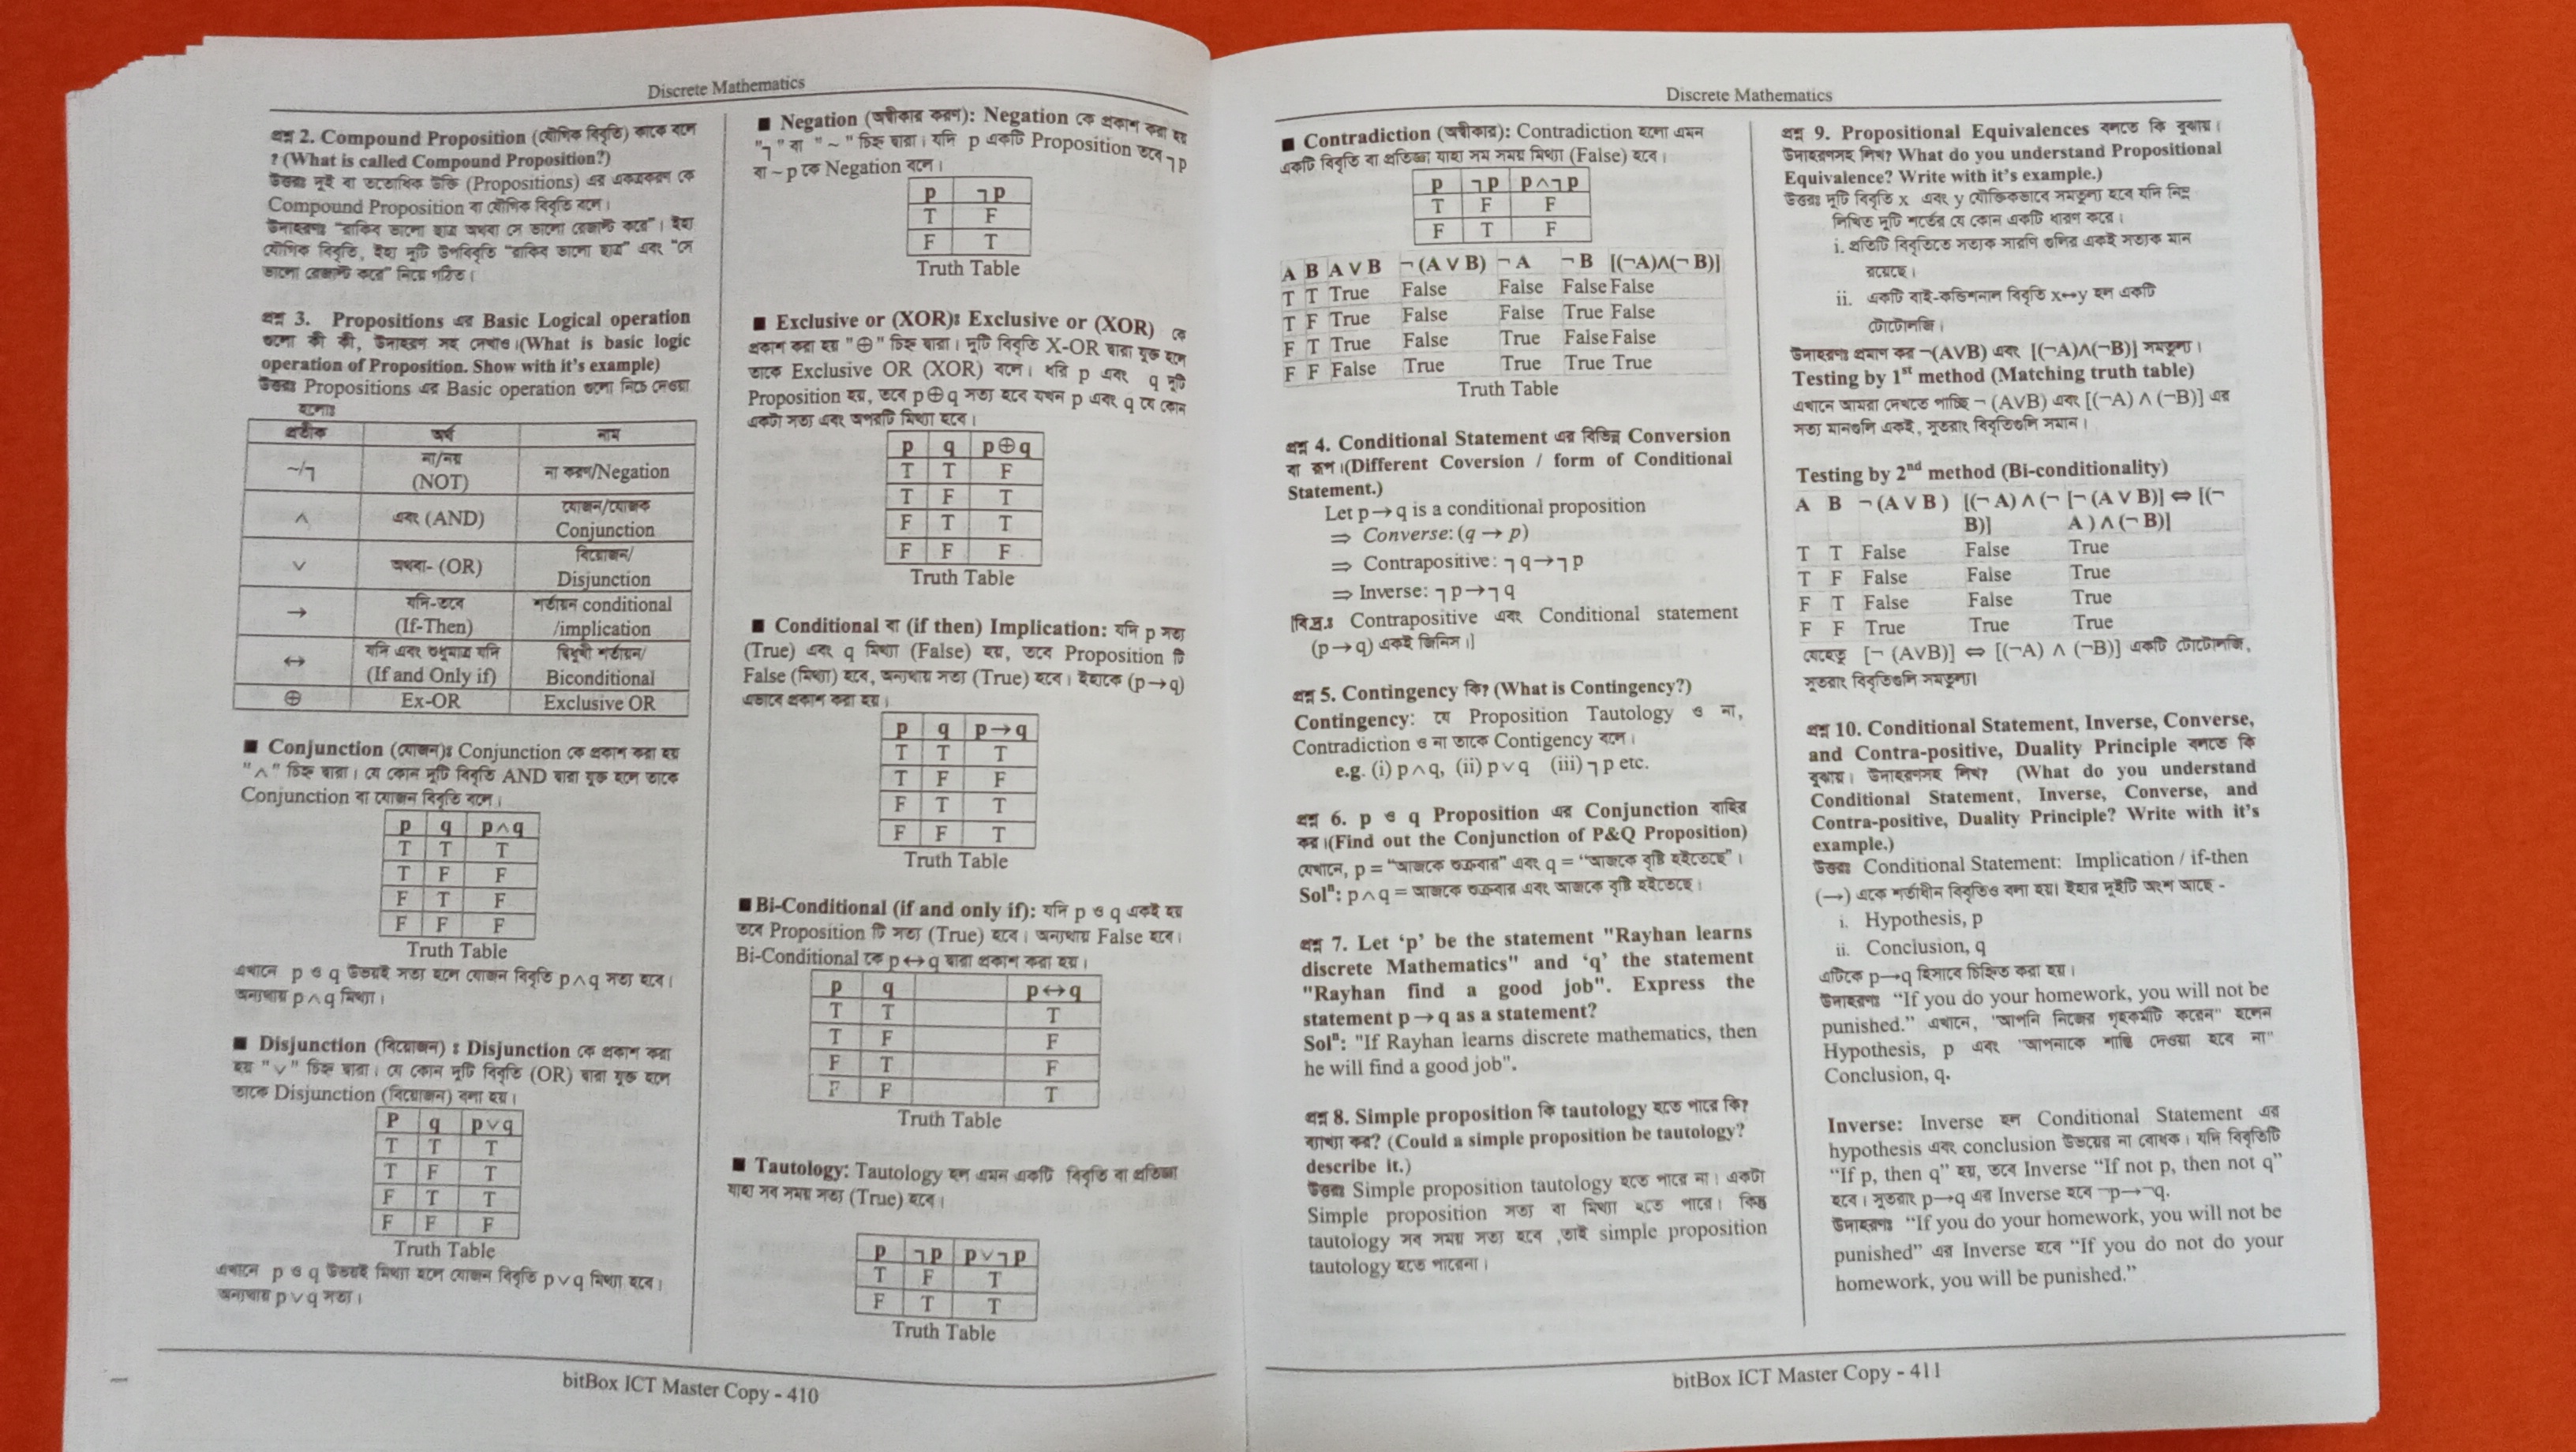 Discrete Mathematics
প্রশ্ন 2. Compound Proposition (যৌগিক বিবৃতি) কাকে বলে
? (What is called Compound Proposition?)
উত্তরঃ দুই বা ততোধিক উক্তি (Propositions) এর একত্রকরণ কে
Compound Proposition বা যৌগিক বিবৃতি বলে।
উদাহরণঃ "রাকিব ভালো ছাত্র অথবা সে ভালো রেজাল্ট করে"। ইহা
যৌগিক বিবৃতি, ইহা দুটি উপবিবৃতি "রাকিব ভালো ছাত্র" এবং "সে
ভালো রেজাল্ট করে" নিয়ে গঠিত।
প্রশ্ন 3. Propositions এর Basic Logical operation
গুলো কী কী, উদাহরণ সহ দেখাও।(What is basic logic
operation of Proposition. Show with it's example)
উত্তরঃ Propositions এর Basic operation গুলো নিচে দেওয়া
হলোঃ
প্রতীক অর্থ নাম
~/¬ না/নয় (NOT) না করণ/Negation
∧ এবং (AND) যোজন/যোজক Conjunction
∨ অথবা- (OR) বিয়োজন/ Disjunction
→ যদি-তবে (If-Then) শর্তায়ন conditional /implication
↔ যদি এবং শুধুমাত্র যদি (If and Only if) দ্বিমুখী শর্তায়ন/ Biconditional
⊕ Ex-OR Exclusive OR
■ Conjunction (যোজন)ঃ Conjunction কে প্রকাশ করা হয়
"∧" চিহ্ন দ্বারা। যে কোন দুটি বিবৃতি AND দ্বারা যুক্ত হলে তাকে
Conjunction বা যোজন বিবৃতি বলে।
p q p∧q
T T T
T F F
F T F
F F F
Truth Table
এখানে p ও q উভয়ই সত্য হলে যোজন বিবৃতি p∧q সত্য হবে।
অন্যথায় p∧q মিথ্যা।
■ Disjunction (বিয়োজন) : Disjunction কে প্রকাশ করা
হয় "∨" চিহ্ন দ্বারা। যে কোন দুটি বিবৃতি (OR) দ্বারা যুক্ত হলে
তাকে Disjunction (বিয়োজন) বলা হয়।
p q p∨q
T T T
T F T
F T T
F F F
Truth Table
এখানে p ও q উভয়ই মিথ্যা হলে যোজন বিবৃতি p∨q মিথ্যা হবে।
অন্যথায় p∨q সত্য।
■ Negation (অস্বীকার করণ): Negation কে প্রকাশ করা হয়
"¬" বা "~" চিহ্ন দ্বারা। যদি p একটি Proposition তবে ¬p
বা ~p কে Negation বলে।
p ¬p
T F
F T
Truth Table
■ Exclusive or (XOR)ঃ Exclusive or (XOR) কে
প্রকাশ করা হয় "⊕" চিহ্ন দ্বারা। দুটি বিবৃতি X-OR দ্বারা যুক্ত হলে
তাকে Exclusive OR (XOR) বলে। ধরি p এবং q দুটি
Proposition হয়, তবে p⊕q সত্য হবে যখন p এবং q যে কোন
একটা সত্য এবং অপরটি মিথ্যা হবে।
p q p⊕q
T T F
T F T
F T T
F F F
Truth Table
■ Conditional বা (if then) Implication: যদি p সত্য
(True) এবং q মিথ্যা (False) হয়, তবে Proposition টি
False (মিথ্যা) হবে, অন্যথায় সত্য (True) হবে। ইহাকে (p→q)
এভাবে প্রকাশ করা হয়।
p q p→q
T T T
T F F
F T T
F F T
Truth Table
■ Bi-Conditional (if and only if): যদি p ও q একই হয়
তবে Proposition টি সত্য (True) হবে। অন্যথায় False হবে।
Bi-Conditional কে p↔q দ্বারা প্রকাশ করা হয়।
p q p↔q
T T T
T F F
F T F
F F T
Truth Table
■ Tautology: Tautology হল এমন একটি বিবৃতি বা প্রতিজ্ঞা
যাহা সব সময় সত্য (True) হবে।
p ¬p p∨¬p
T F T
F T T
Truth Table
bitBox ICT Master Copy - 410
Discrete Mathematics
■ Contradiction (অস্বীকার): Contradiction হলো এমন
একটি বিবৃতি বা প্রতিজ্ঞা যাহা সম সময় মিথ্যা (False) হবে।
p ¬p p∧¬p
T F F
F T F
A B A ∨ B ¬ (A ∨ B) ¬ A ¬ B [(¬A)∧(¬ B)]
T T True False False False False
T F True False False True False
F T True False True False False
F F False True True True True
Truth Table
প্রশ্ন 4. Conditional Statement এর বিভিন্ন Conversion
বা রূপ।(Different Coversion / form of Conditional
Statement.)
Let p→q is a conditional proposition
⇒ Converse: (q → p)
⇒ Contrapositive: ¬q→¬p
⇒ Inverse: ¬p→¬q
[বি.দ্র.ঃ Contrapositive এবং Conditional statement
(p→q) একই জিনিস।]
প্রশ্ন 5. Contingency কি? (What is Contingency?)
Contingency: যে Proposition Tautology ও না,
Contradiction ও না তাকে Contigency বলে।
e.g. (i) p∧q, (ii) p∨q (iii) ¬p etc.
প্রশ্ন 6. p ও q Proposition এর Conjunction বাহির
কর।(Find out the Conjunction of P&Q Proposition)
যেখানে, p = "আজকে শুক্রবার" এবং q = "আজকে বৃষ্টি হইতেছে"।
Solⁿ: p∧q = আজকে শুক্রবার এবং আজকে বৃষ্টি হইতেছে।
প্রশ্ন 7. Let 'p' be the statement "Rayhan learns
discrete Mathematics" and 'q' the statement
"Rayhan find a good job". Express the
statement p→q as a statement?
Solⁿ: "If Rayhan learns discrete mathematics, then
he will find a good job".
প্রশ্ন 8. Simple proposition কি tautology হতে পারে কি?
ব্যাখ্যা কর? (Could a simple proposition be tautology?
describe it.)
উত্তরঃ Simple proposition tautology হতে পারে না। একটা
Simple proposition সত্য বা মিথ্যা হতে পারে। কিন্তু
tautology সব সময় সত্য হবে ,তাই simple proposition
tautology হতে পারেনা।
প্রশ্ন 9. Propositional Equivalences বলতে কি বুঝায়।
উদাহরণসহ লিখ? What do you understand Propositional
Equivalence? Write with it's example.)
উত্তরঃ দুটি বিবৃতি x এবং y যৌক্তিকভাবে সমতুল্য হবে যদি নিম্ন
লিখিত দুটি শর্তের যে কোন একটি ধারণ করে।
i. প্রতিটি বিবৃতিতে সত্যক সারণি গুলির একই সত্যক মান
রয়েছে।
ii. একটি বাই-কন্ডিশনাল বিবৃতি x↔y হল একটি
টোটোলজি।
উদাহরণঃ প্রমাণ কর ¬(A∨B) এবং [(¬A)∧(¬B)] সমতুল্য।
Testing by 1st method (Matching truth table)
এখানে আমরা দেখতে পাচ্ছি ¬ (A∨B) এবং [(¬A) ∧ (¬B)] এর
সত্য মানগুলি একই, সুতরাং বিবৃতিগুলি সমান।
Testing by 2nd method (Bi-conditionality)
A B ¬ (A ∨ B ) [(¬ A) ∧ (¬ [¬ (A ∨ B)] ⇔ [(¬
B)] A ) ∧ (¬ B)]
T T False False True
T F False False True
F T False False True
F F True True True
যেহেতু [¬ (A∨B)] ⇔ [(¬A) ∧ (¬B)] একটি টোটোলজি,
সুতরাং বিবৃতিগুলি সমতুল্য।
প্রশ্ন 10. Conditional Statement, Inverse, Converse,
and Contra-positive, Duality Principle বলতে কি
বুঝায়। উদাহরণসহ লিখ? (What do you understand
Conditional Statement, Inverse, Converse, and
Contra-positive, Duality Principle? Write with it's
example.)
উত্তরঃ Conditional Statement: Implication / if-then
(→) একে শর্তাধীন বিবৃতিও বলা হয়। ইহার দুইটি অংশ আছে -
i. Hypothesis, p
ii. Conclusion, q
এটিকে p→q হিসাবে চিহ্নিত করা হয়।
উদাহরণঃ "If you do your homework, you will not be
punished." এখানে, "আপনি নিজের গৃহকর্মটি করেন" হলেন
Hypothesis, p এবং "আপনাকে শাস্তি দেওয়া হবে না"
Conclusion, q.
Inverse: Inverse হল Conditional Statement এর
hypothesis এবং conclusion উভয়ের না বোধক। যদি বিবৃতিটি
"If p, then q" হয়, তবে Inverse "If not p, then not q"
হবে। সুতরাং p→q এর Inverse হবে ¬p→¬q.
উদাহরণঃ "If you do your homework, you will not be
punished" এর Inverse হবে "If you do not do your
homework, you will be punished."
bitBox ICT Master Copy - 411